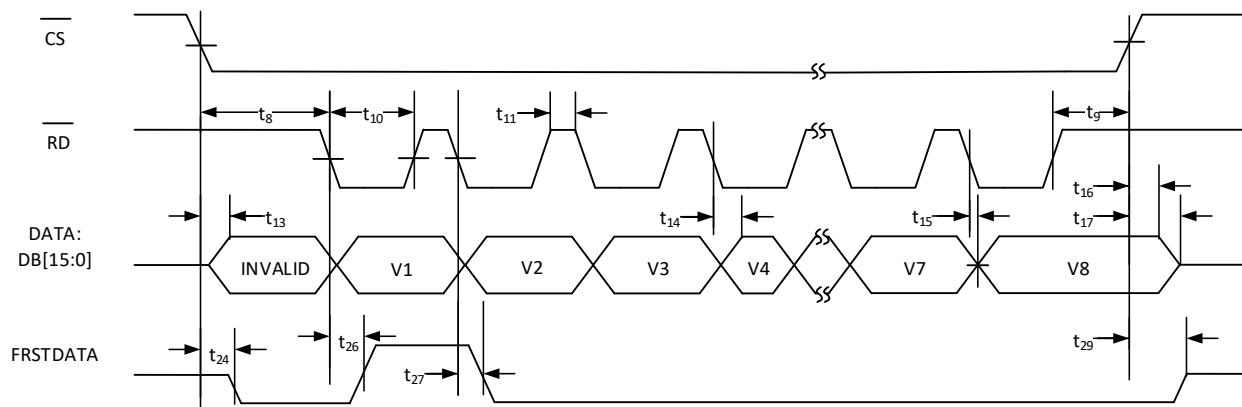 CS
t8 t10 t11 t9
RD
t16
t13 t14 t15 t17
DATA:
DB[15:0]
INVALID V1 V2 V3 V4 V7 V8
t24 t26 t27 t29
FRSTDATA